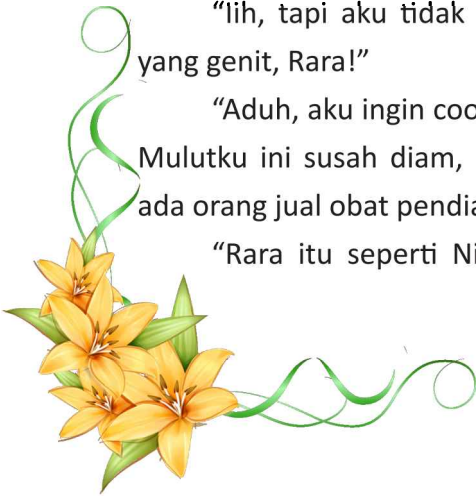 “Iih, tapi aku tidak
yang genit, Rara!”
“Aduh, aku ingin
Mulutku ini susah diam,
ada orang jual obat
“Rara itu seperti